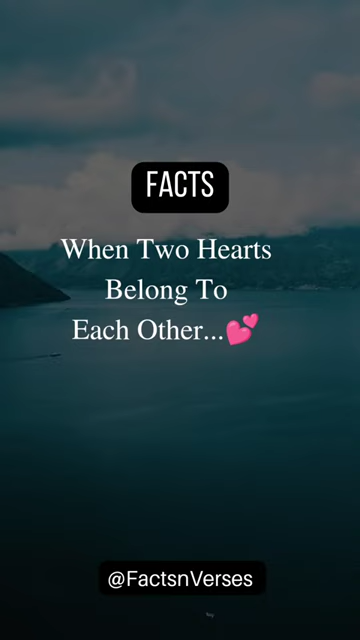 FACTS
When Two Hearts
Belong To
Each Other...💕
@FactsnVerses